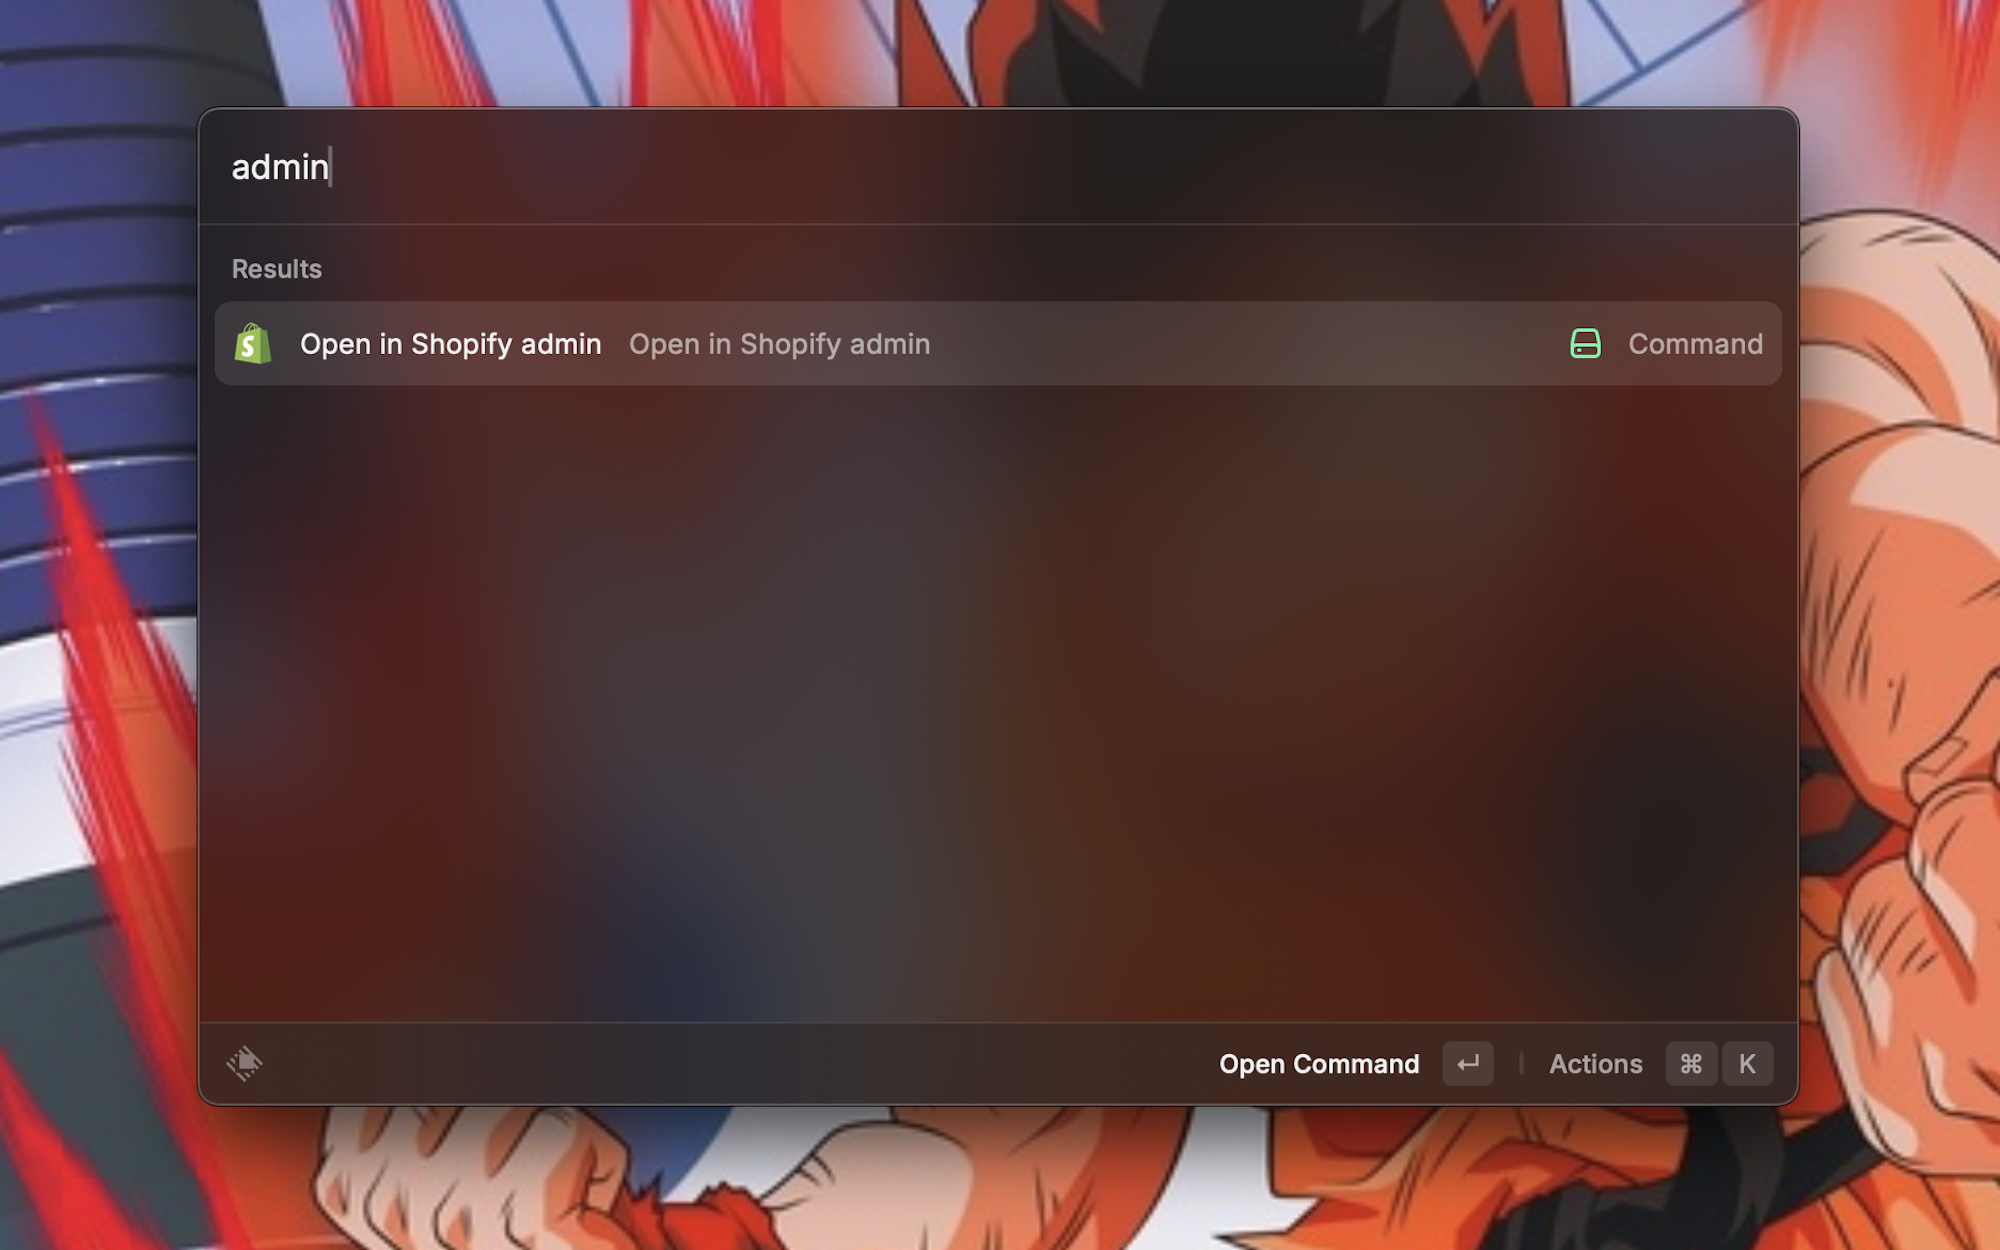 admin
Results
Open in Shopify admin Open in Shopify admin Command
Open Command ↵ Actions ⌘ K